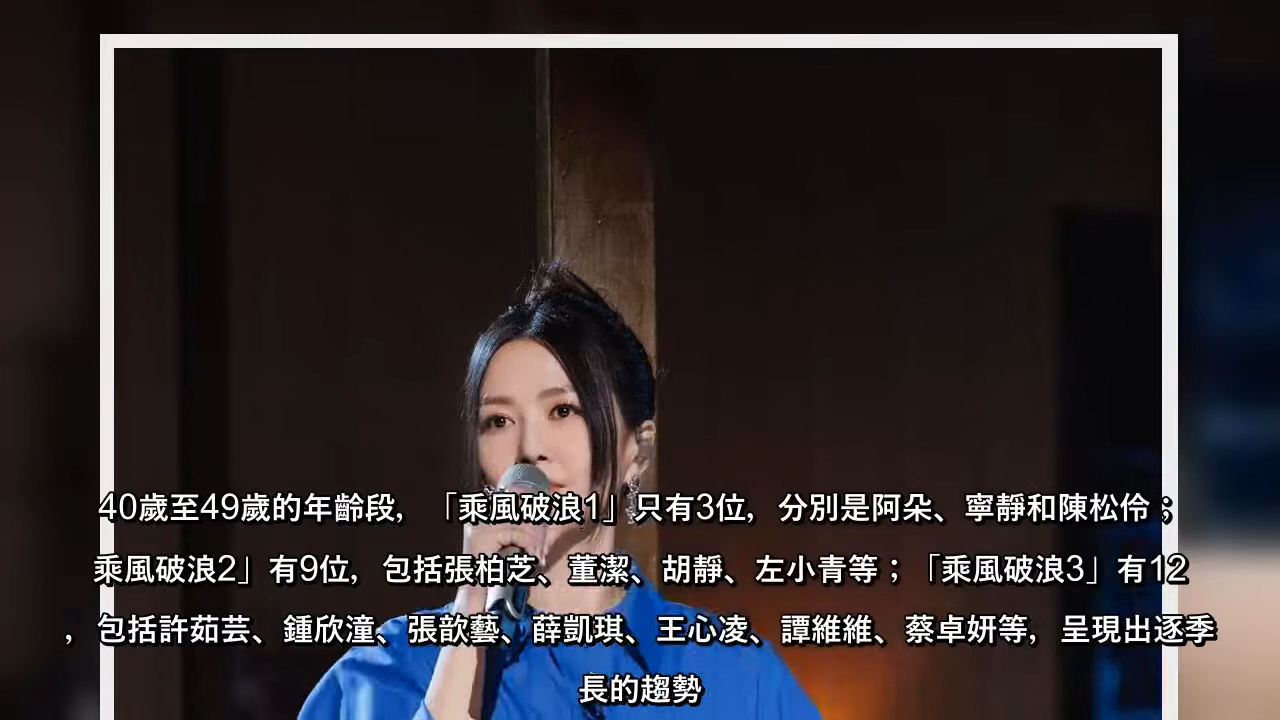 40歲至49歲的年齡段，「乘風破浪1」只有3位，分別是阿朵、寧靜和陳松伶；
乘風破浪2」有9位，包括張柏芝、董潔、胡靜、左小青等；「乘風破浪3」有12
，包括許茹芸、鍾欣潼、張歆藝、薛凱琪、王心凌、譚維維、蔡卓妍等，呈現出逐季
長的趨勢